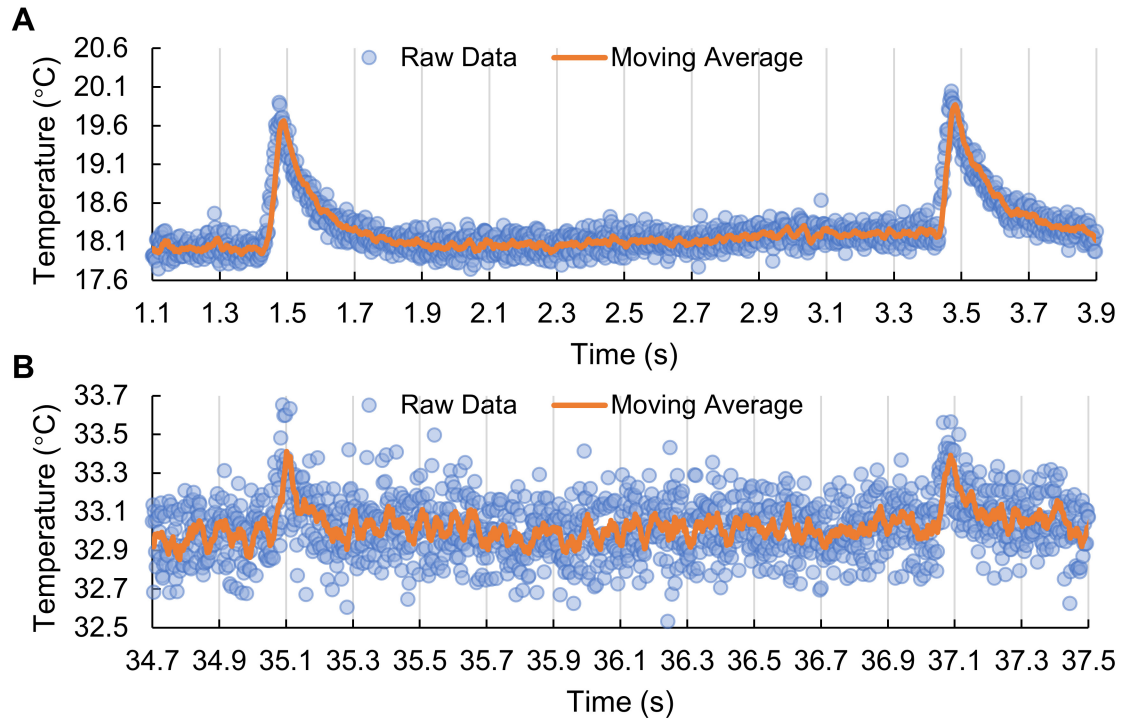 A
Raw Data Moving Average
Temperature (°C)
20.6
20.1
19.6
19.1
18.6
18.1
17.6
1.1 1.3 1.5 1.7 1.9 2.1 2.3 2.5 2.7 2.9 3.1 3.3 3.5 3.7 3.9
Time (s)
B
Raw Data Moving Average
Temperature (°C)
33.7
33.5
33.3
33.1
32.9
32.7
32.5
34.7 34.9 35.1 35.3 35.5 35.7 35.9 36.1 36.3 36.5 36.7 36.9 37.1 37.3 37.5
Time (s)